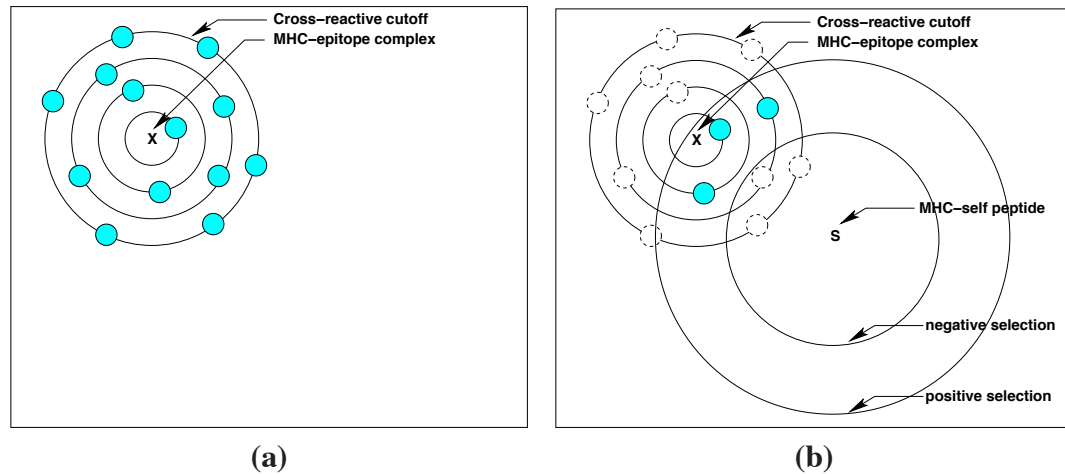 Cross-reactive cutoff
MHC-epitope complex
X
(a)
Cross-reactive cutoff
MHC-epitope complex
X
MHC-self peptide
S
negative selection
positive selection
(b)